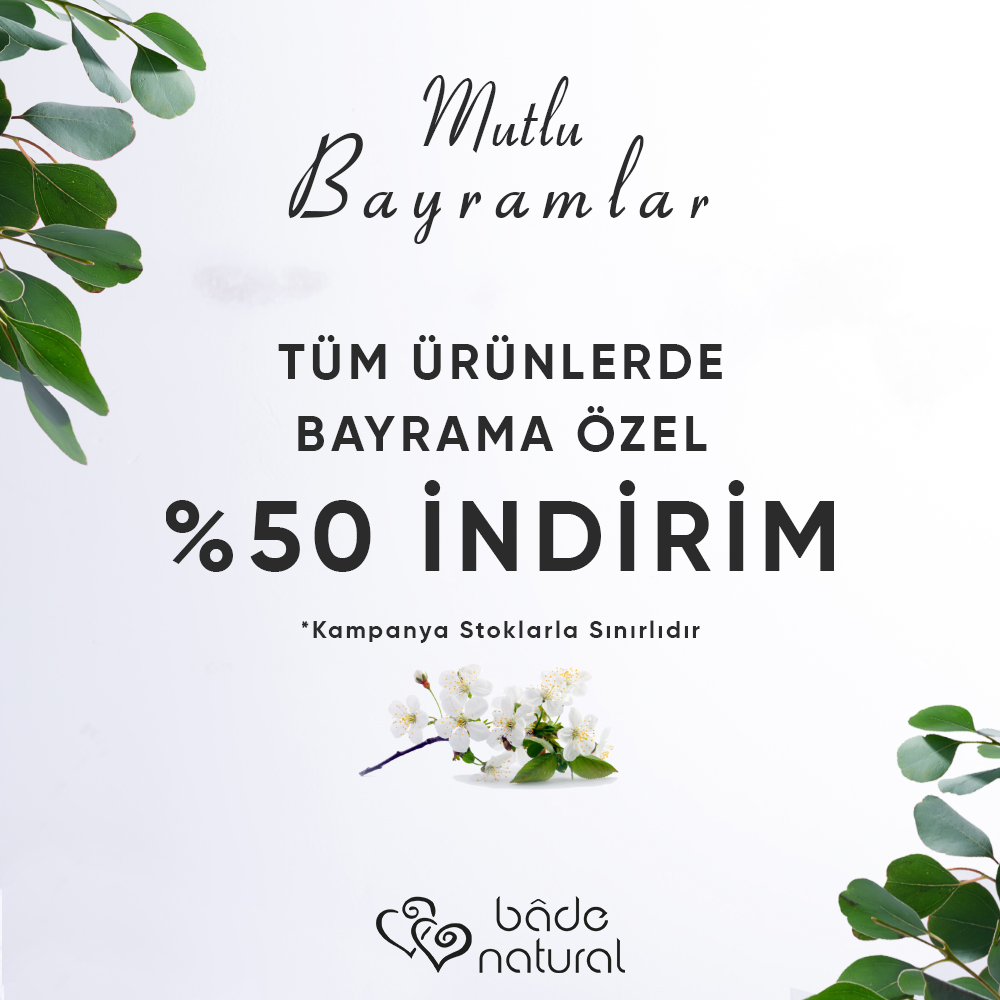 Mutlu
Bayramlar
TÜM ÜRÜNLERDE
BAYRAMA ÖZEL
%50 İNDİRİM
*Kampanya Stoklarla Sınırlıdır
bâde
natural